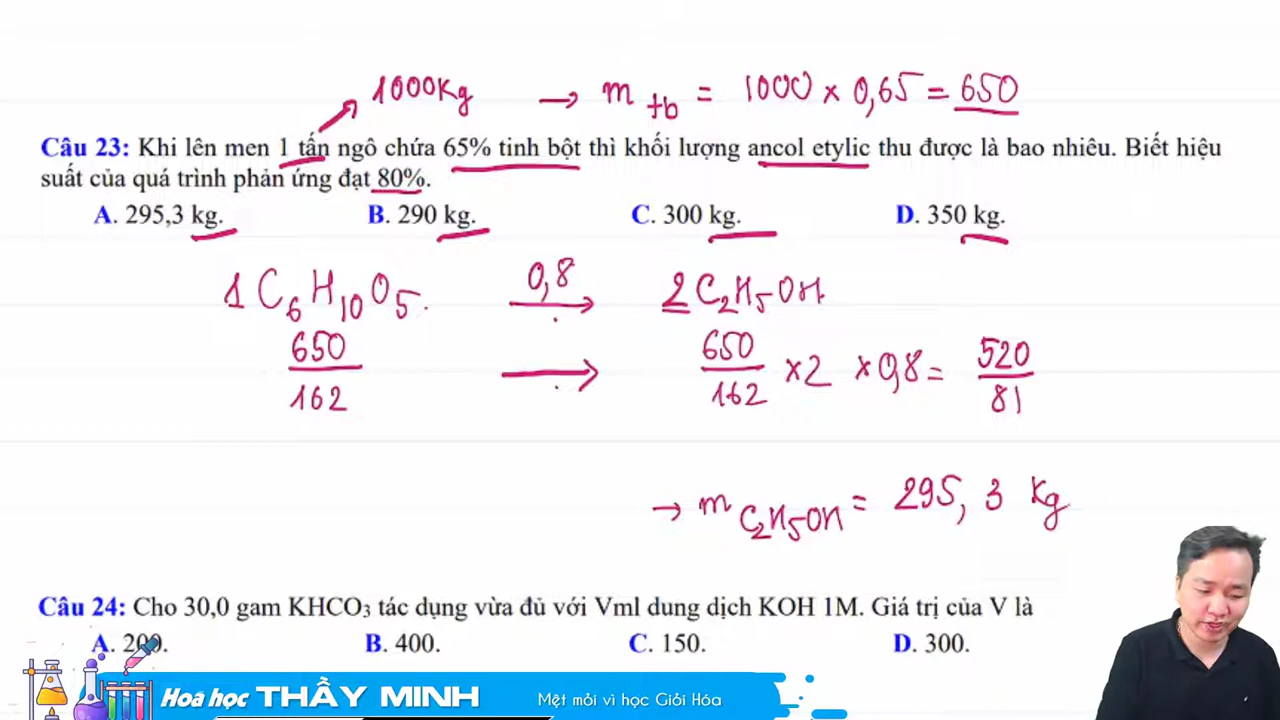 1000Kg → m tb = 1000 × 0,65 = 650
Câu 23: Khi lên men 1 tấn ngô chứa 65% tinh bột thì khối lượng ancol etylic thu được là bao nhiêu. Biết hiệu
suất của quá trình phản ứng đạt 80%.
A. 295,3 kg. B. 290 kg. C. 300 kg. D. 350 kg.
1C6H10O5. 0,8 → 2C2H5OH
650/162 → 650/162 ×2 ×0,8 = 520/81
→ m C2H5OH = 295,3 Kg
Câu 24: Cho 30,0 gam KHCO₃ tác dụng vừa đủ với Vml dung dịch KOH 1M. Giá trị của V là
A. 200. B. 400. C. 150. D. 300.
Hoá học THẦY MINH Mệt mỏi vì học Giỏi Hóa